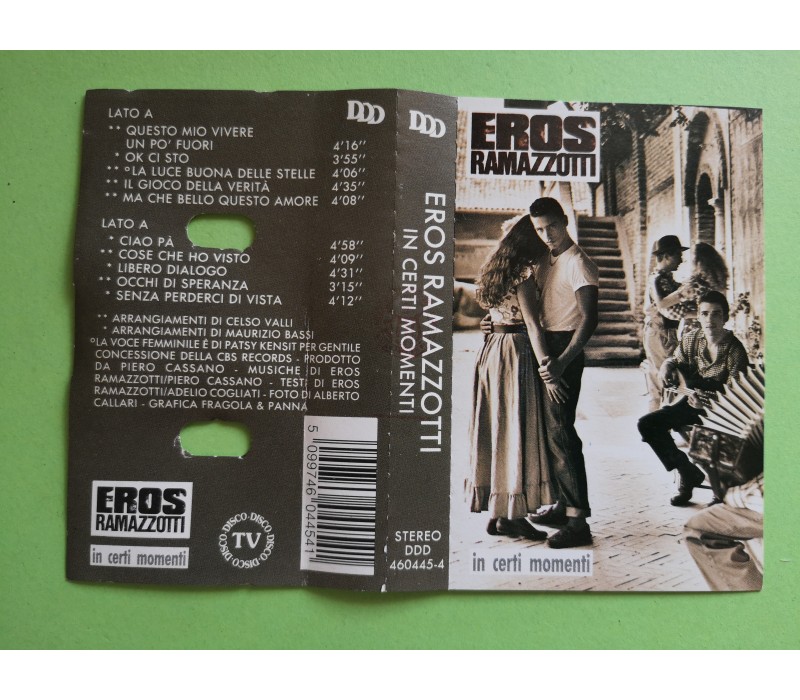 LATO A
DDD
** QUESTO MIO VIVERE
UN PO' FUORI 4'16"
* OK CI STO 3'55"
** °LA LUCE BUONA DELLE STELLE 4'06"
** IL GIOCO DELLA VERITÀ 4'35"
** MA CHE BELLO QUESTO AMORE 4'08"
LATO A
* CIAO PÀ 4'58"
** COSE CHE HO VISTO 4'09"
* LIBERO DIALOGO 4'31"
** OCCHI DI SPERANZA 3'15"
* SENZA PERDERCI DI VISTA 4'12"
** ARRANGIAMENTI DI CELSO VALLI
* ARRANGIAMENTI DI MAURIZIO BASSI
°LA VOCE FEMMINILE È DI PATSY KENSIT PER GENTILE
CONCESSIONE DELLA CBS RECORDS - PRODOTTO
DA PIERO CASSANO - MUSICHE DI EROS
RAMAZZOTTI/PIERO CASSANO - TESTI DI EROS
RAMAZZOTTI/ADELIO COGLIATI - FOTO DI ALBERTO
CALLARI - GRAFICA FRAGOLA & PANNA
5 099746 044541
EROS
RAMAZZOTTI
in certi momenti
DISCO·DISCO·DISCO·DISCO·DISCO
TV
DDD
EROS RAMAZZOTTI
IN CERTI MOMENTI
STEREO
DDD
460445-4
EROS
RAMAZZOTTI
in certi momenti